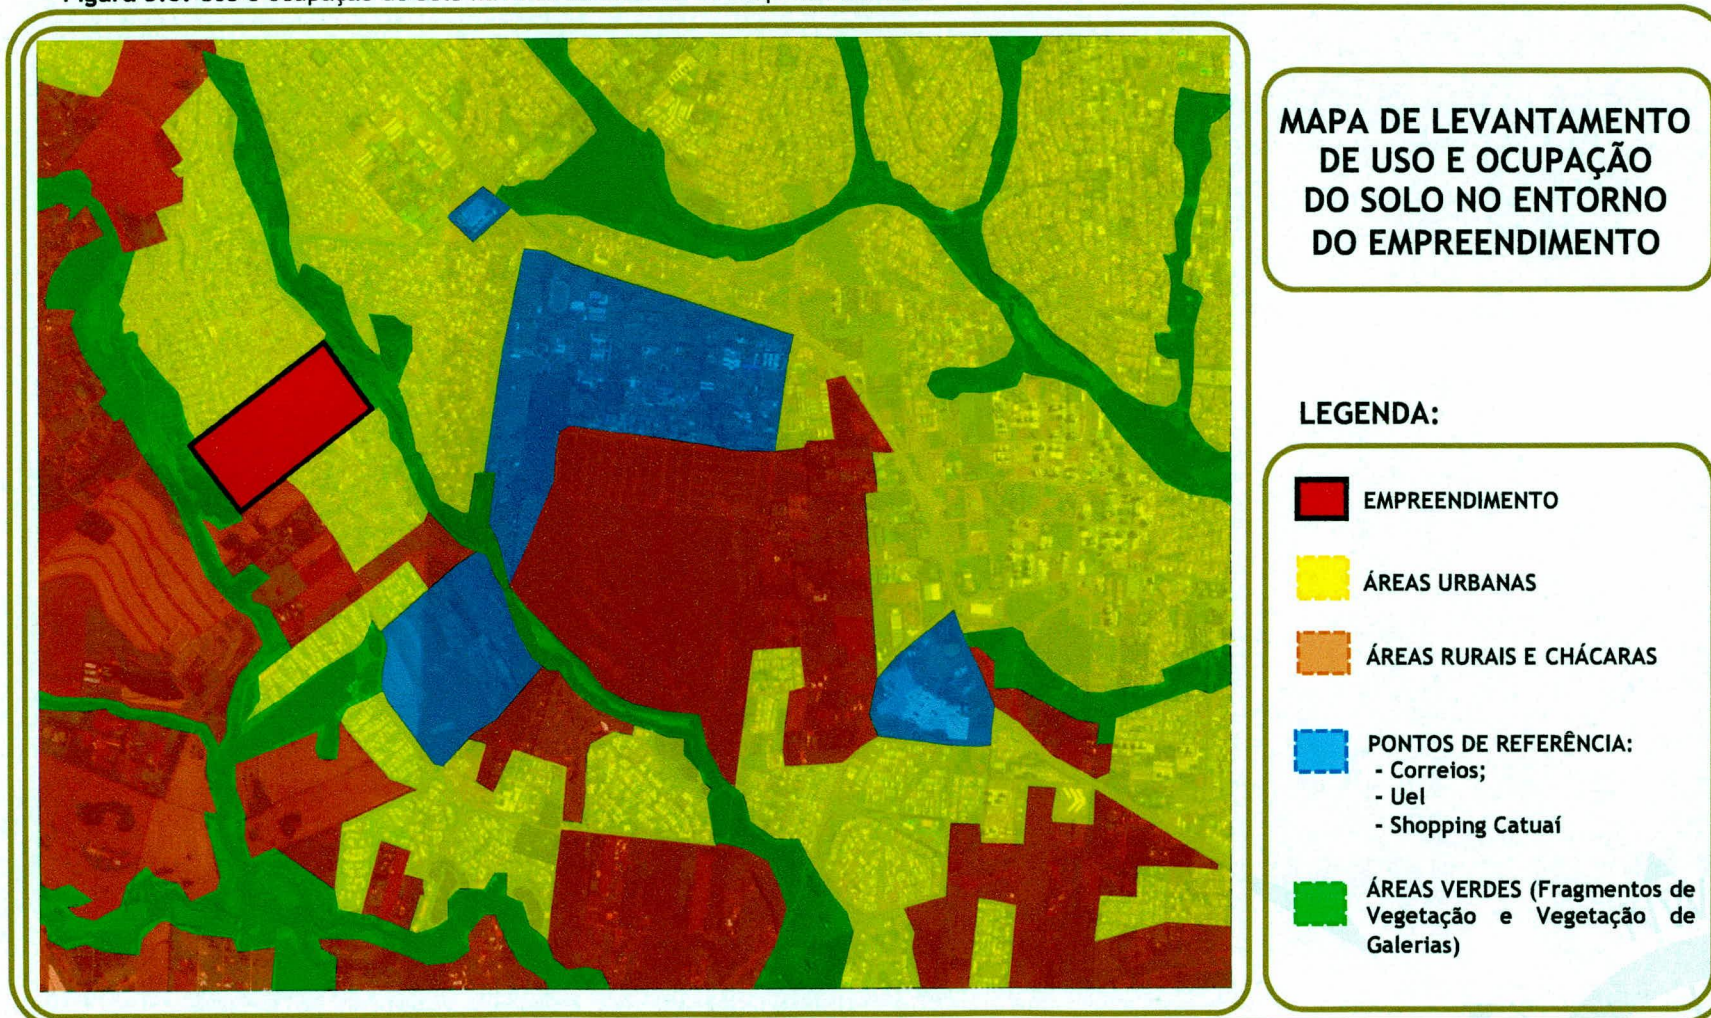 MAPA DE LEVANTAMENTO
DE USO E OCUPAÇÃO
DO SOLO NO ENTORNO
DO EMPREENDIMENTO
LEGENDA:
EMPREENDIMENTO
ÁREAS URBANAS
ÁREAS RURAIS E CHÁCARAS
PONTOS DE REFERÊNCIA:
- Correios;
- Uel
- Shopping Catuaí
ÁREAS VERDES (Fragmentos de
Vegetação e Vegetação de
Galerias)